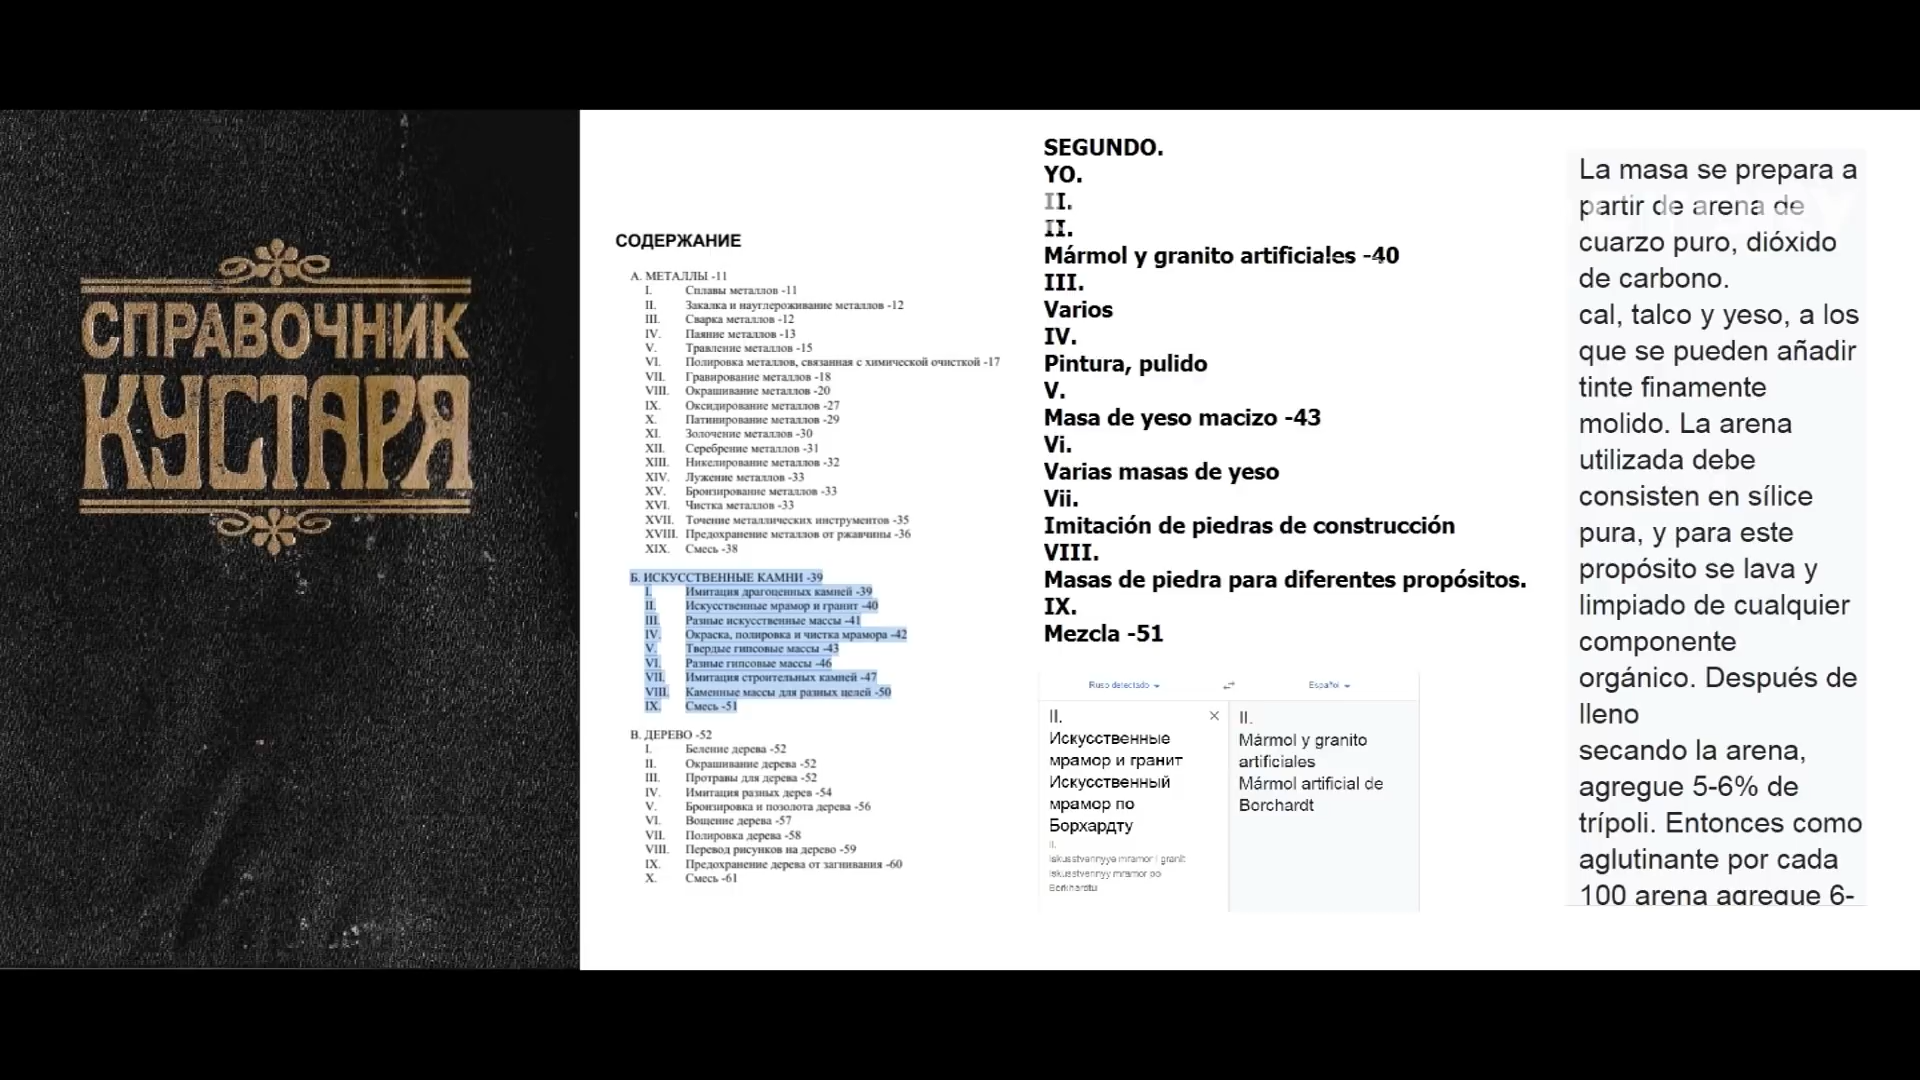 СПРАВОЧНИК
КУСТАРЯ
СОДЕРЖАНИЕ
А. МЕТАЛЛЫ -11
I. Сплавы металлов -11
II. Закалка и науглероживание металлов -12
III. Сварка металлов -12
IV. Паяние металлов -13
V. Травление металлов -15
VI. Полировка металлов, связанная с химической очисткой -17
VII. Гравирование металлов -18
VIII. Окрашивание металлов -20
IX. Оксидирование металлов -27
X. Патинирование металлов -29
XI. Золочение металлов -30
XII. Серебрение металлов -31
XIII. Никелирование металлов -32
XIV. Лужение металлов -33
XV. Бронзирование металлов -33
XVI. Чистка металлов -33
XVII. Точение металлических инструментов -35
XVIII. Предохранение металлов от ржавчины -36
XIX. Смесь -38
Б. ИСКУССТВЕННЫЕ КАМНИ -39
I. Имитация драгоценных камней -39
II. Искусственные мрамор и гранит -40
III. Разные искусственные массы -41
IV. Окраска, полировка и чистка мрамора -42
V. Твердые гипсовые массы -43
VI. Разные гипсовые массы -46
VII. Имитация строительных камней -47
VIII. Каменные массы для разных целей -50
IX. Смесь -51
В. ДЕРЕВО -52
I. Беление дерева -52
II. Окрашивание дерева -52
III. Протравы для дерева -52
IV. Имитация разных дерев -54
V. Бронзировка и позолота дерева -56
VI. Вощение дерева -57
VII. Полировка дерева -58
VIII. Перевод рисунков на дерево -59
IX. Предохранение дерева от загнивания -60
X. Смесь -61
SEGUNDO.
YO.
II.
II.
Mármol y granito artificiales -40
III.
Varios
IV.
Pintura, pulido
V.
Masa de yeso macizo -43
Vi.
Varias masas de yeso
Vii.
Imitación de piedras de construcción
VIII.
Masas de piedra para diferentes propósitos.
IX.
Mezcla -51
Ruso detectado
Español
II.
Искусственные
мрамор и гранит
Искусственный
мрамор по
Борхардту
II.
Iskusstvennyye mramor i granit
Iskusstvennyy mramor po
Borkhardtu
II.
Mármol y granito
artificiales
Mármol artificial de
Borchardt
La masa se prepara a
partir de arena de
cuarzo puro, dióxido
de carbono.
cal, talco y yeso, a los
que se pueden añadir
tinte finamente
molido. La arena
utilizada debe
consisten en sílice
pura, y para este
propósito se lava y
limpiado de cualquier
componente
orgánico. Después de
lleno
secando la arena,
agregue 5-6% de
trípoli. Entonces como
aglutinante por cada
100 arena agregue 6-